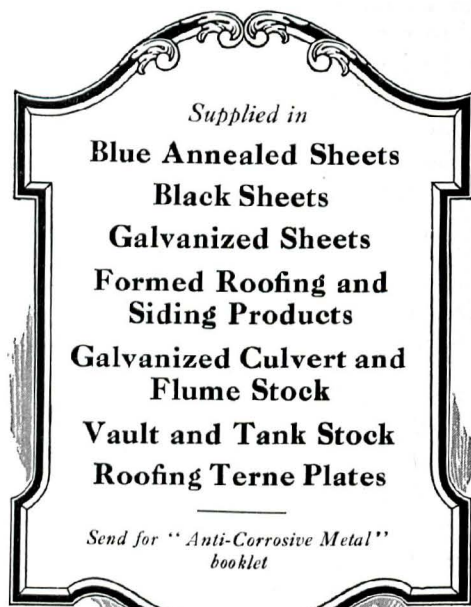 Supplied in
Blue Annealed Sheets
Black Sheets
Galvanized Sheets
Formed Roofing and
Siding Products
Galvanized Culvert and
Flume Stock
Vault and Tank Stock
Roofing Terne Plates
Send for “Anti-Corrosive Metal”
booklet